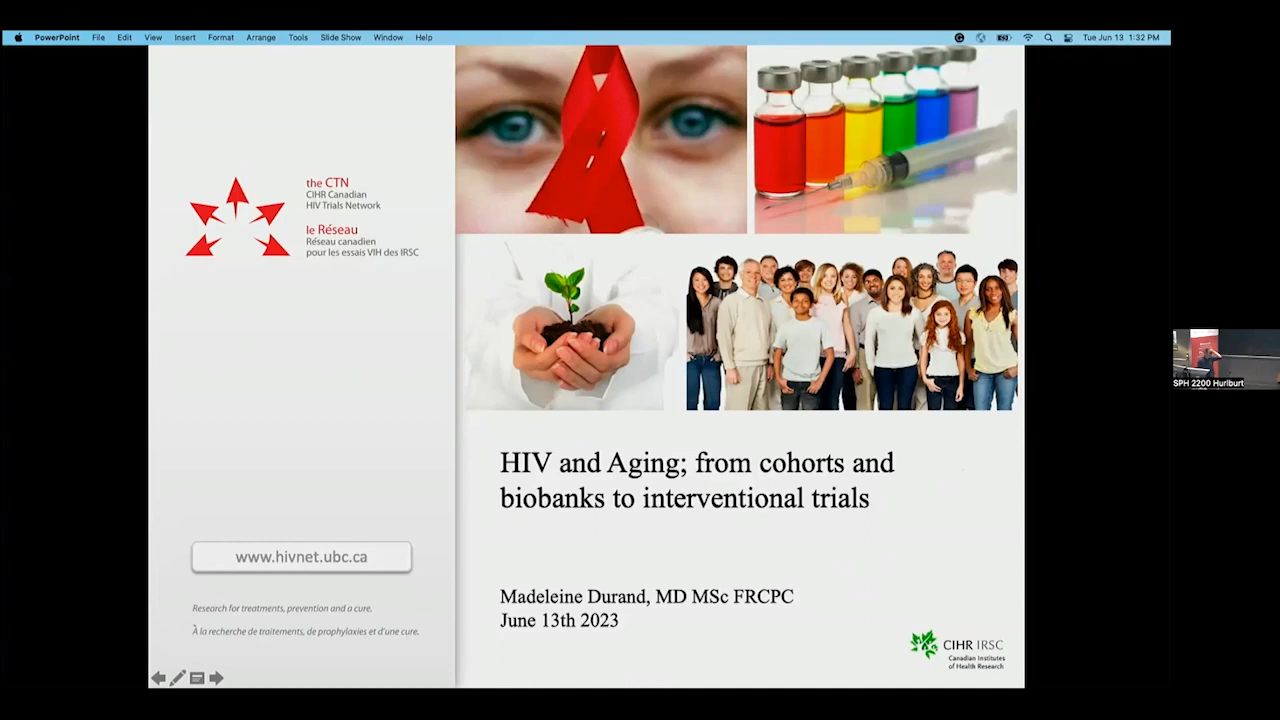 PowerPoint File Edit View Insert Format Arrange Tools Slide Show Window Help Tue Jun 13 1:32 PM
the CTN
CIHR Canadian
HIV Trials Network
le Réseau
Réseau canadien
pour les essais VIH des IRSC
HIV and Aging; from cohorts and
biobanks to interventional trials
www.hivnet.ubc.ca
Madeleine Durand, MD MSc FRCPC
June 13th 2023
Research for treatments, prevention and a cure.
À la recherche de traitements, de prophylaxies et d'une cure.
CIHR IRSC
Canadian Institutes
of Health Research
SPH 2200 Hurlburt